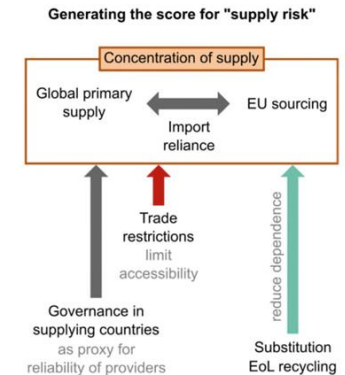 Generating the score for "supply risk"
Concentration of supply
Global primary
supply
EU sourcing
Import
reliance
Trade
restrictions
limit
accessibility
reduce dependence
Governance in
supplying countries
as proxy for
reliability of providers
Substitution
EoL recycling